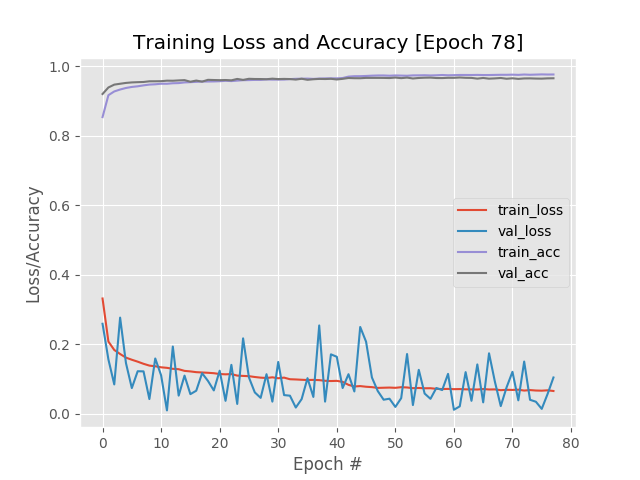 Training Loss and Accuracy [Epoch 78]
1.0
0.8
0.6
0.4
0.2
0.0
Loss/Accuracy
train_loss
val_loss
train_acc
val_acc
0 10 20 30 40 50 60 70 80
Epoch #